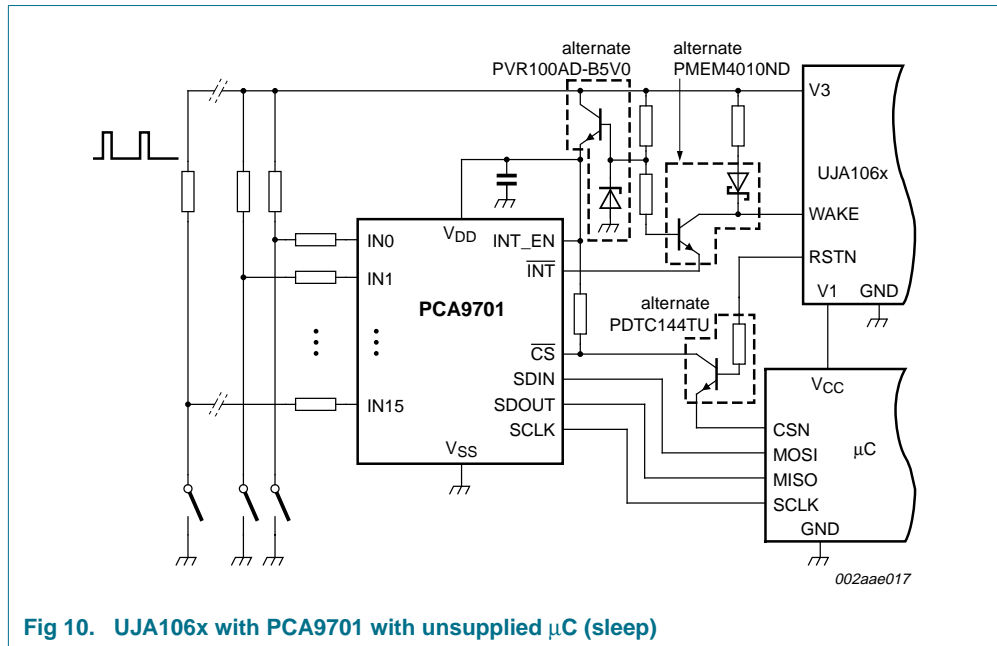 alternate
PVR100AD-B5V0
alternate
PMEM4010ND
V3
UJA106x
WAKE
RSTN
V1
GND
IN0
IN1
IN15
VDD
INT_EN
INT
PCA9701
CS
SDIN
SDOUT
SCLK
VSS
alternate
PDTC144TU
VCC
CSN
MOSI
MISO
SCLK
μC
GND
002aae017
Fig 10. UJA106x with PCA9701 with unsupplied μC (sleep)